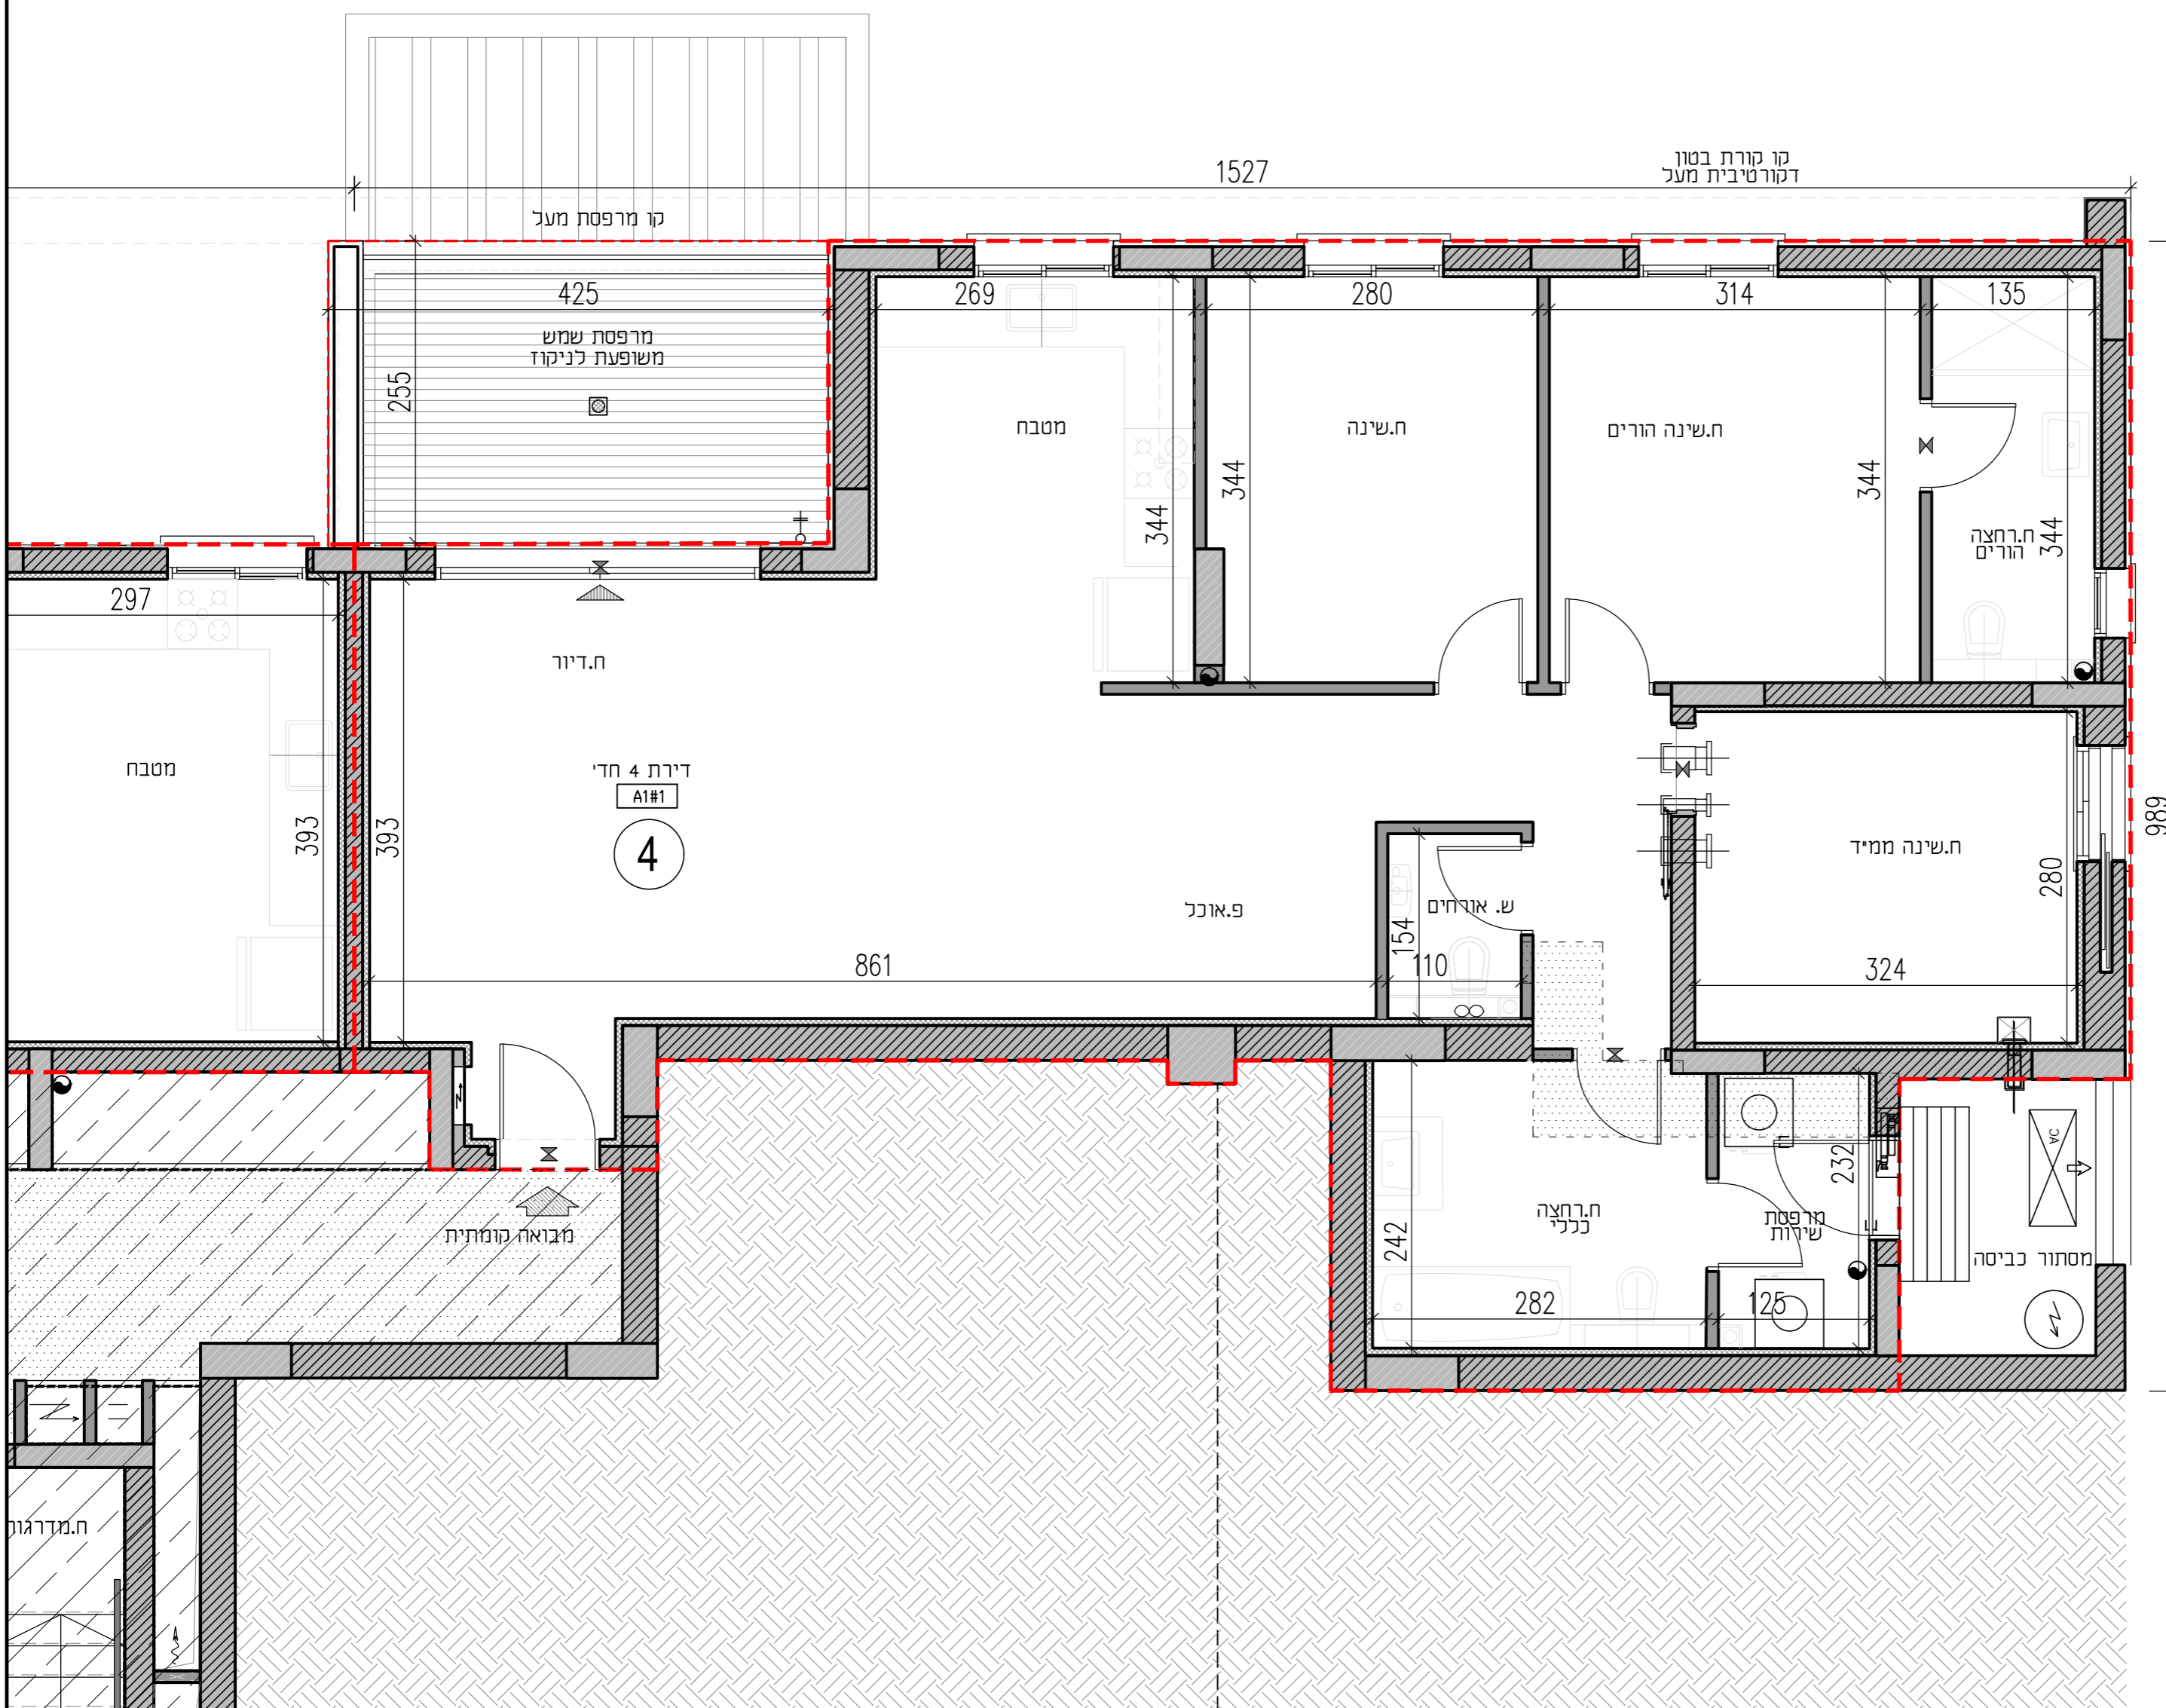 קו קורת בטון
דקורטיבית מעל
1527
קו מרפסת מעל
425
269
280
314
135
מרפסת שמש
משופעת לניקוז
255
מטבח
ח.שינה
ח.שינה הורים
344
344
344
344
ח.רחצה
הורים
297
ח.דיור
מטבח
דירת 4 חד'
A1#1
4
393
393
989
ח.שינה ממ"ד
280
פ.אוכל
ש. אורחים
154
861
110
324
AC
232
מבואה קומתית
242
ח.רחצה
כללי
מרפסת
שירות
מסתור כביסה
282
125
ח.מדרגות